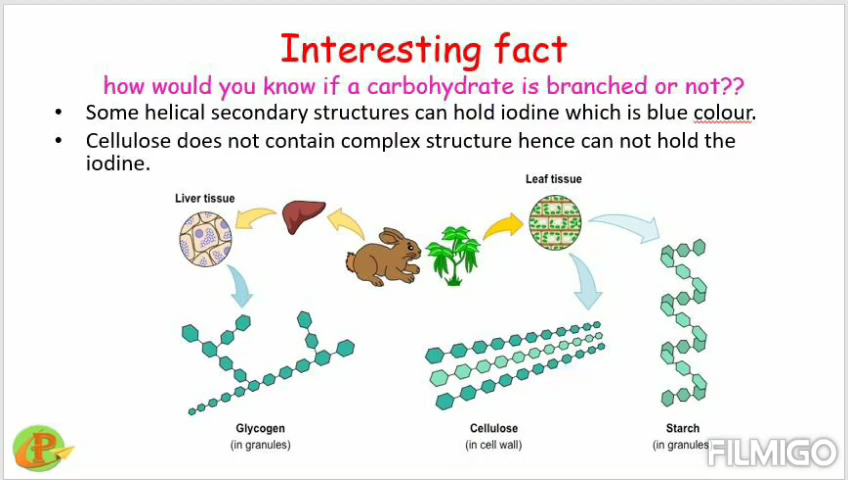 Interesting fact
how would you know if a carbohydrate is branched or not??
• Some helical secondary structures can hold iodine which is blue colour.
• Cellulose does not contain complex structure hence can not hold the
iodine.
Liver tissue
Leaf tissue
Glycogen
(in granules)
Cellulose
(in cell wall)
Starch
(in granules)
P
FILMIGO